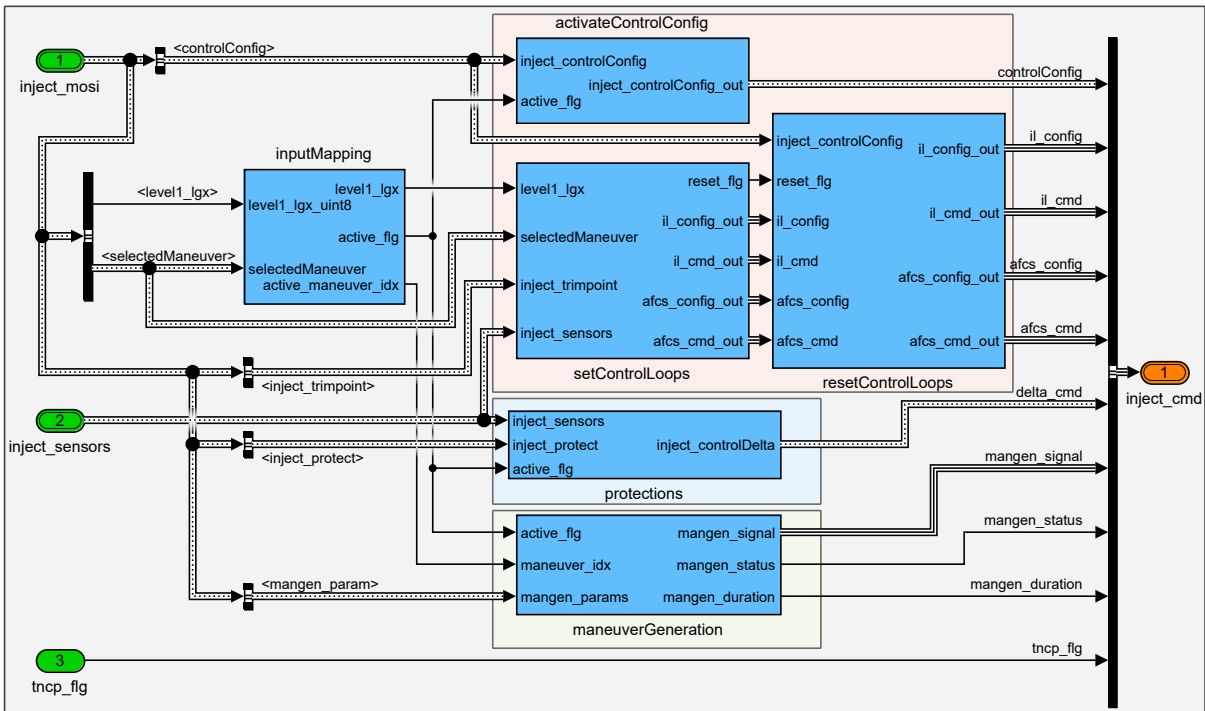 activateControlConfig
1
inject_mosi
<controlConfig>
inject_controlConfig
inject_controlConfig_out
active_flg
controlConfig
inputMapping
<level1_lgx>
level1_lgx
level1_lgx_uint8
active_flg
<selectedManeuver>
selectedManeuver
active_maneuver_idx
level1_lgx
reset_flg
selectedManeuver
il_config_out
il_cmd_out
inject_trimpoint
afcs_config_out
inject_sensors
afcs_cmd_out
setControlLoops
inject_controlConfig
il_config_out
reset_flg
il_config
il_cmd_out
il_cmd
afcs_config_out
afcs_config
afcs_cmd
afcs_cmd_out
resetControlLoops
il_config
il_cmd
afcs_config
afcs_cmd
1
inject_cmd
<inject_trimpoint>
2
inject_sensors
<inject_protect>
inject_sensors
inject_protect
inject_controlDelta
active_flg
protections
delta_cmd
mangen_signal
active_flg
mangen_signal
maneuver_idx
mangen_status
<mangen_param>
mangen_params
mangen_duration
maneuverGeneration
mangen_status
mangen_duration
3
tncp_flg
tncp_flg